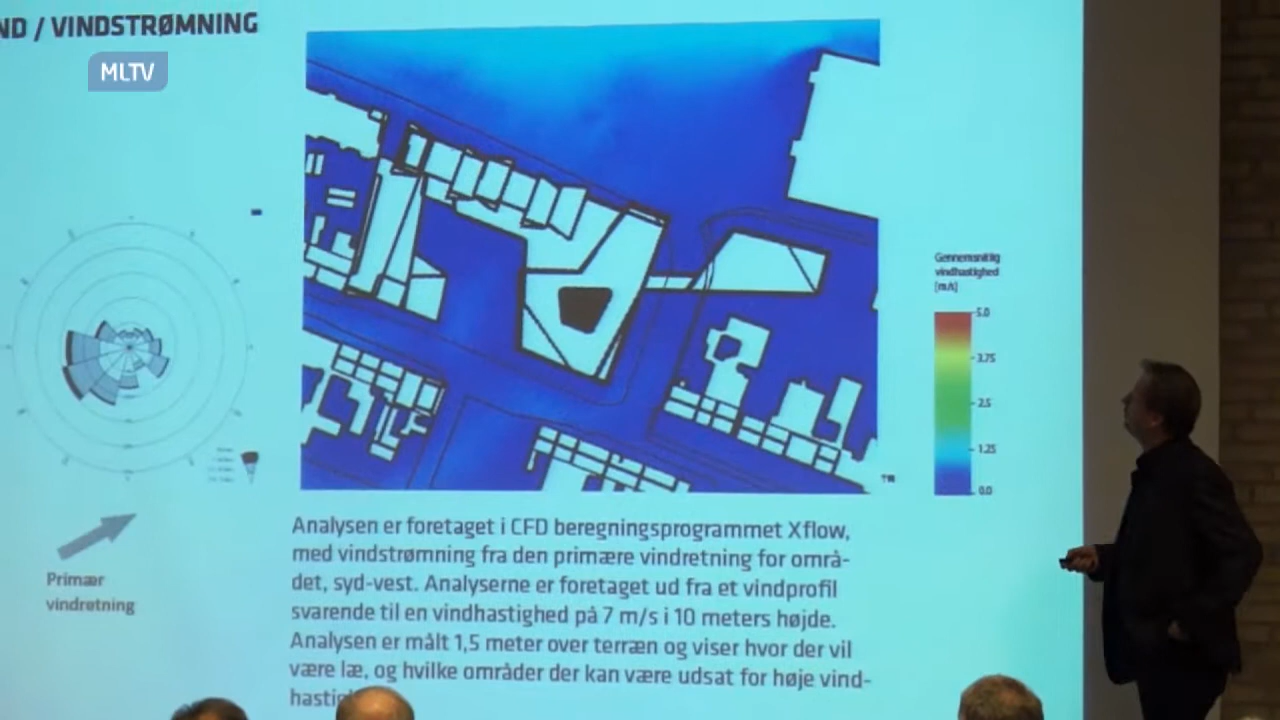 ND / VINDSTRØMNING
MLTV
Gennemsnitlig
vindhastighed
[m/s]
5.0
3.75
2.5
1.25
0.0
Primær
vindretning
Analysen er foretaget i CFD beregningsprogrammet Xflow,
med vindstrømning fra den primære vindretning for områ-
det, syd-vest. Analyserne er foretaget ud fra et vindprofil
svarende til en vindhastighed på 7 m/s i 10 meters højde.
Analysen er målt 1,5 meter over terræn og viser hvor der vil
være læ, og hvilke områder der kan være udsat for høje vind-